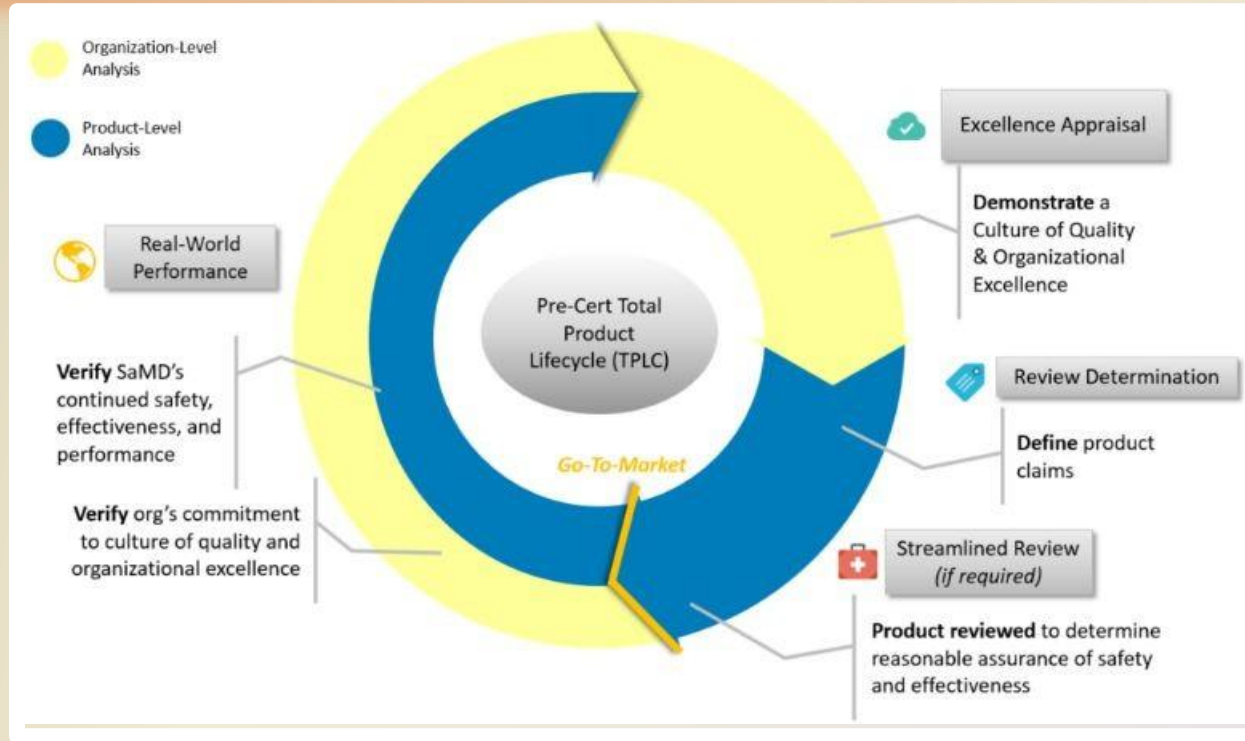 Organization-Level
Analysis
Product-Level
Analysis
Excellence Appraisal
Demonstrate a
Culture of Quality
& Organizational
Excellence
Review Determination
Define product
claims
Streamlined Review
(if required)
Product reviewed to determine
reasonable assurance of safety
and effectiveness
Go-To-Market
Pre-Cert Total
Product
Lifecycle (TPLC)
Real-World
Performance
Verify SaMD's
continued safety,
effectiveness, and
performance
Verify org's commitment
to culture of quality and
organizational excellence